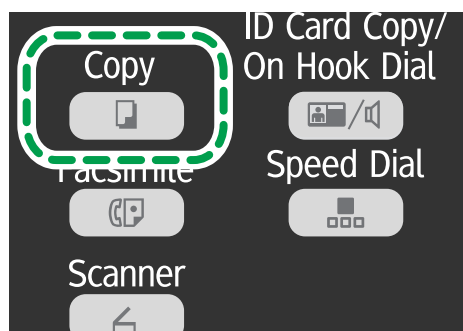 ID Card Copy/
Copy
On Hook Dial
Facsimile
Speed Dial
Scanner